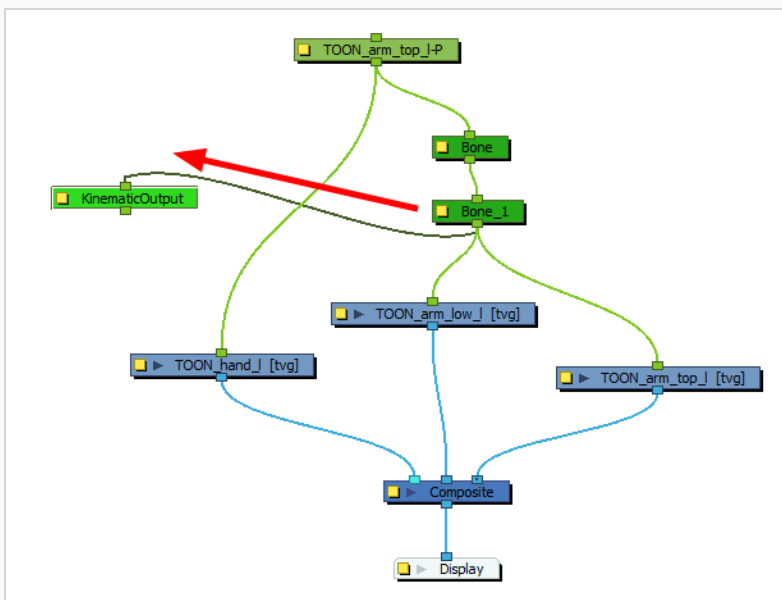 TOON_arm_top_l-P
Bone
KinematicOutput
Bone_1
TOON_arm_low_l [tvg]
TOON_hand_l [tvg]
TOON_arm_top_l [tvg]
Composite
Display